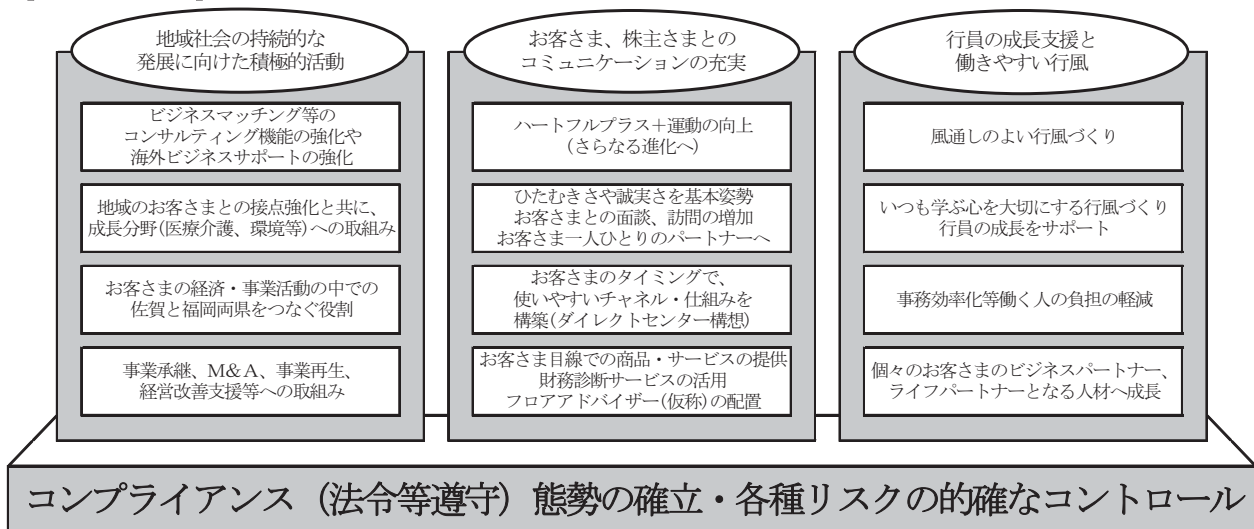 地域社会の持続的な
発展に向けた積極的活動
ビジネスマッチング等の
コンサルティング機能の強化や
海外ビジネスサポートの強化
地域のお客さまとの接点強化と共に、
成長分野(医療介護、環境等)への取組み
お客さまの経済・事業活動の中での
佐賀と福岡両県をつなぐ役割
事業承継、M&A、事業再生、
経営改善支援等への取組み
お客さま、株主さまとの
コミュニケーションの充実
ハートフルプラス+運動の向上
(さらなる進化へ)
ひたむきさや誠実さを基本姿勢
お客さまとの面談、訪問の増加
お客さま一人ひとりのパートナーへ
お客さまのタイミングで、
使いやすいチャネル・仕組みを
構築(ダイレクトセンター構想)
お客さま目線での商品・サービスの提供
財務診断サービスの活用
フロアアドバイザー(仮称)の配置
行員の成長支援と
働きやすい行風
風通しのよい行風づくり
いつも学ぶ心を大切にする行風づくり
行員の成長をサポート
事務効率化等働く人の負担の軽減
個々のお客さまのビジネスパートナー、
ライフパートナーとなる人材へ成長
コンプライアンス（法令等遵守）態勢の確立・各種リスクの的確なコントロール